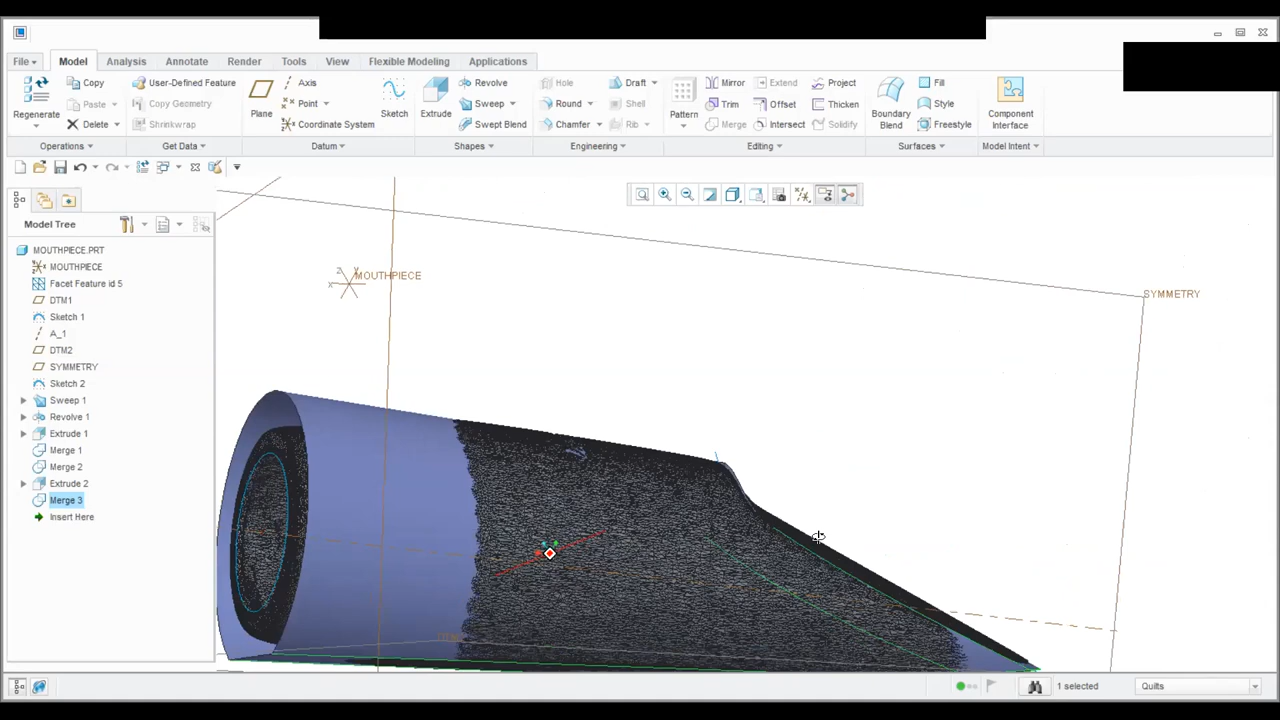 File Model Analysis Annotate Render Tools View Flexible Modeling Applications
Regenerate Copy Paste Delete
User-Defined Feature Copy Geometry Shrinkwrap
Plane Axis Point Coordinate System Sketch
Extrude Revolve Sweep Swept Blend
Hole Round Chamfer Draft Shell Rib
Pattern Mirror Trim Merge Extend Offset Intersect Project Thicken Solidify
Boundary Blend Fill Style Freestyle
Component Interface
Operations Get Data Datum Shapes Engineering Editing Surfaces Model Intent
Model Tree
MOUTHPIECE.PRT
MOUTHPIECE
Facet Feature id 5
DTM1
Sketch 1
A_1
DTM2
SYMMETRY
Sketch 2
Sweep 1
Revolve 1
Extrude 1
Merge 1
Merge 2
Extrude 2
Merge 3
Insert Here
Z Y
X MOUTHPIECE
SYMMETRY
1 selected
Quilts